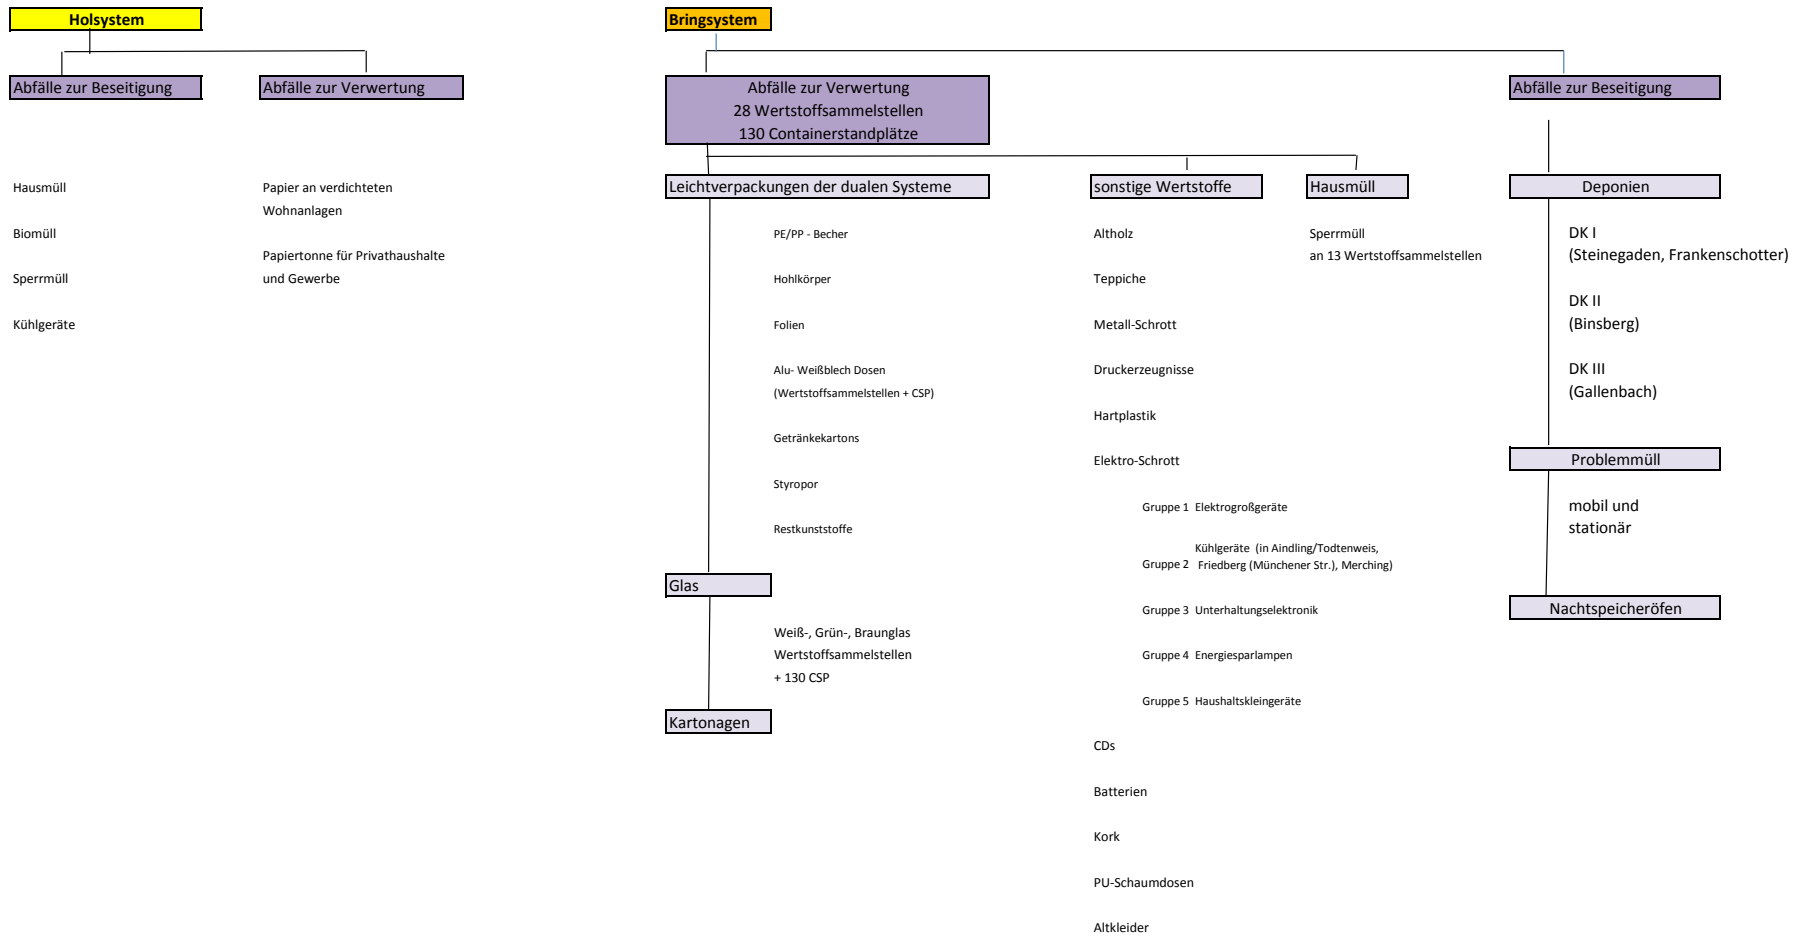 Holsystem
Abfälle zur Beseitigung
Hausmüll
Biomüll
Sperrmüll
Kühlgeräte
Abfälle zur Verwertung
Papier an verdichteten
Wohnanlagen
Papiertonne für Privathaushalte
und Gewerbe
Bringsystem
Abfälle zur Verwertung
28 Wertstoffsammelstellen
130 Containerstandplätze
Leichtverpackungen der dualen Systeme
PE/PP - Becher
Hohlkörper
Folien
Alu- Weißblech Dosen
(Wertstoffsammelstellen + CSP)
Getränkekartons
Styropor
Restkunststoffe
Glas
Weiß-, Grün-, Braunglas
Wertstoffsammelstellen
+ 130 CSP
Kartonagen
sonstige Wertstoffe
Altholz
Teppiche
Metall-Schrott
Druckerzeugnisse
Hartplastik
Elektro-Schrott
Gruppe 1 Elektrogroßgeräte
Kühlgeräte (in Aindling/Todtenweis,
Gruppe 2 Friedberg (Münchener Str.), Merching)
Gruppe 3 Unterhaltungselektronik
Gruppe 4 Energiesparlampen
Gruppe 5 Haushaltskleingeräte
CDs
Batterien
Kork
PU-Schaumdosen
Altkleider
Hausmüll
Sperrmüll
an 13 Wertstoffsammelstellen
Abfälle zur Beseitigung
Deponien
DK I
(Steinegaden, Frankenschotter)
DK II
(Binsberg)
DK III
(Gallenbach)
Problemmüll
mobil und
stationär
Nachtspeicheröfen